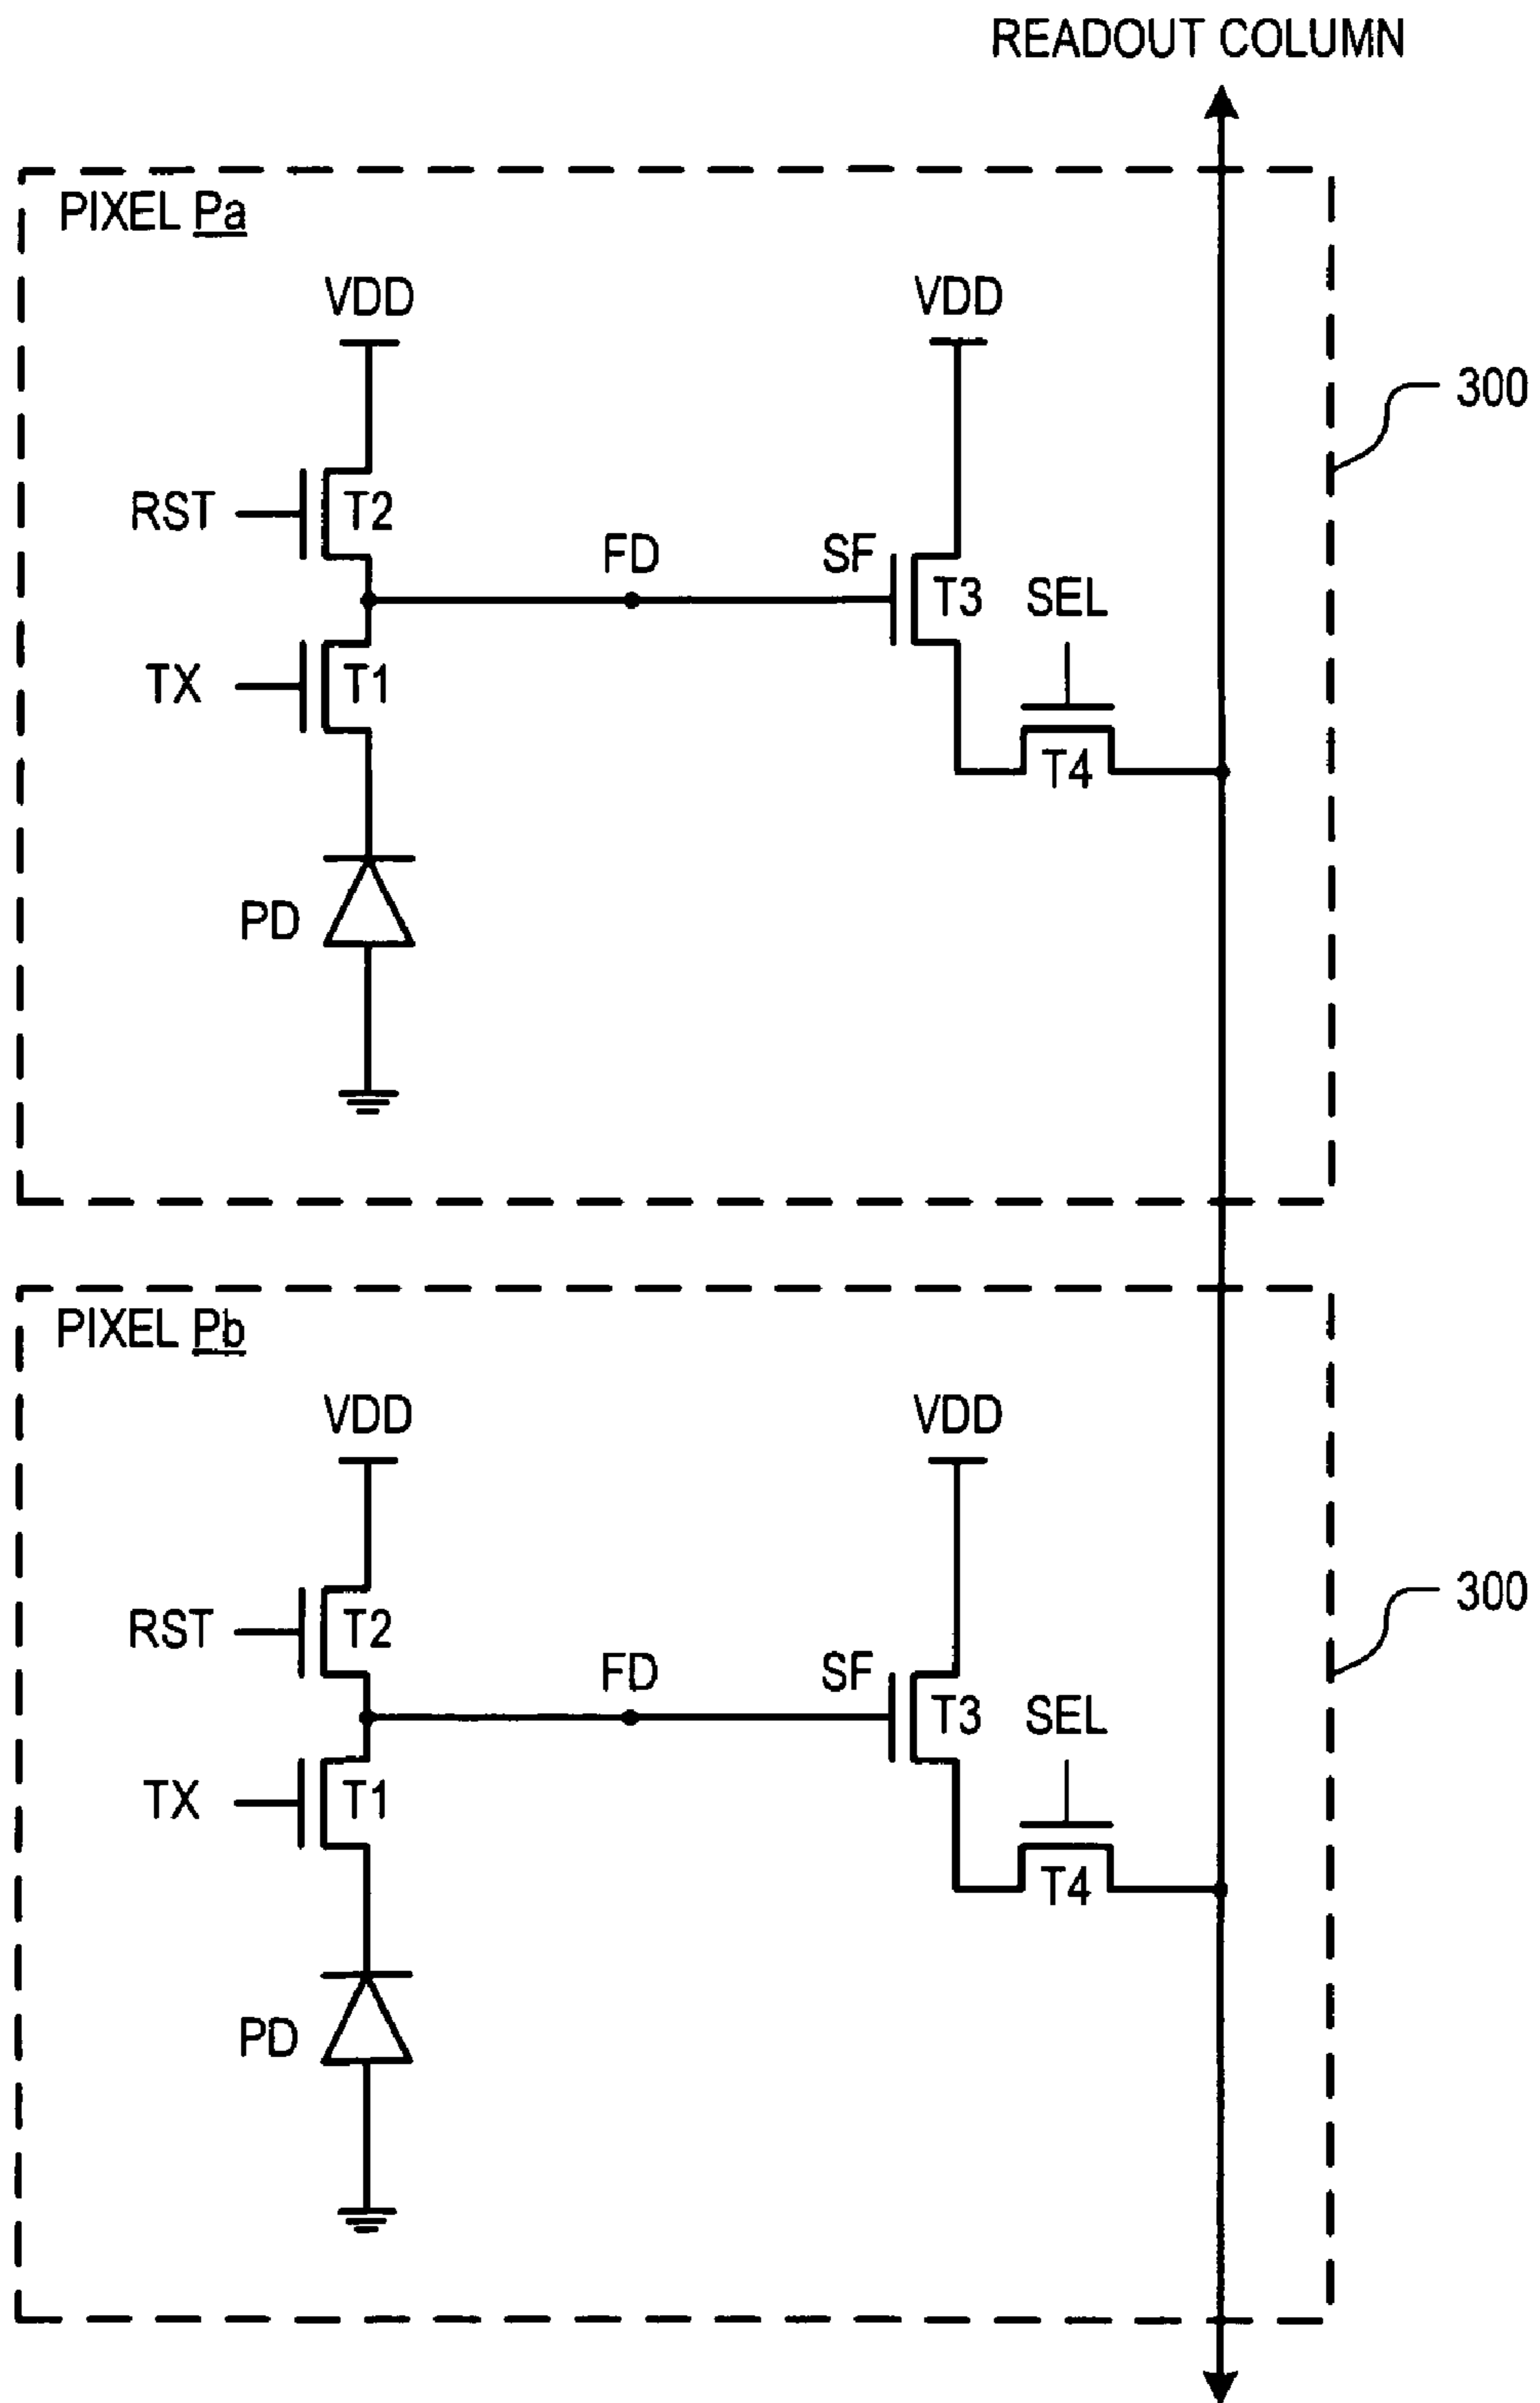 READOUT COLUMN
PIXEL Pa
VDD
VDD
300
RST
T2
FD
SF
T3
SEL
TX
T1
T4
PD
PIXEL Pb
VDD
VDD
300
RST
T2
FD
SF
T3
SEL
TX
T1
T4
PD